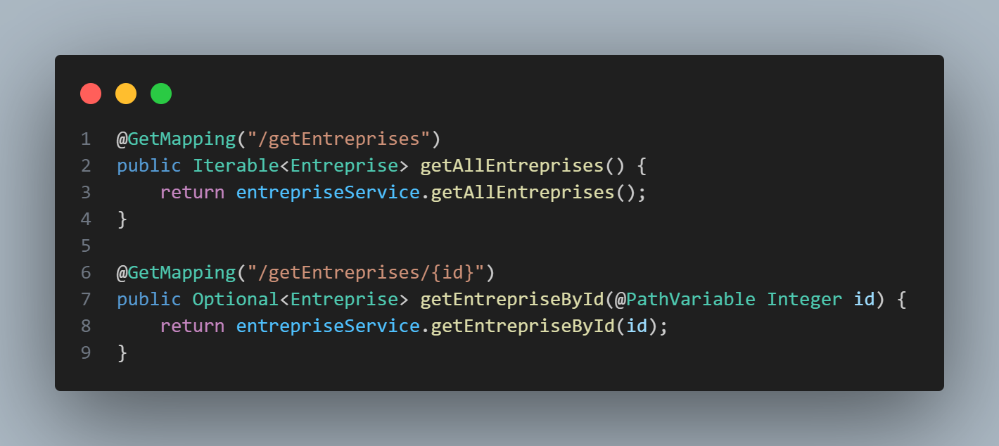 1 @GetMapping("/getEntreprises")
2 public Iterable<Entreprise> getAllEntreprises() {
3     return entrepriseService.getAllEntreprises();
4 }
5
6 @GetMapping("/getEntreprises/{id}")
7 public Optional<Entreprise> getEntrepriseById(@PathVariable Integer id) {
8     return entrepriseService.getEntrepriseById(id);
9 }